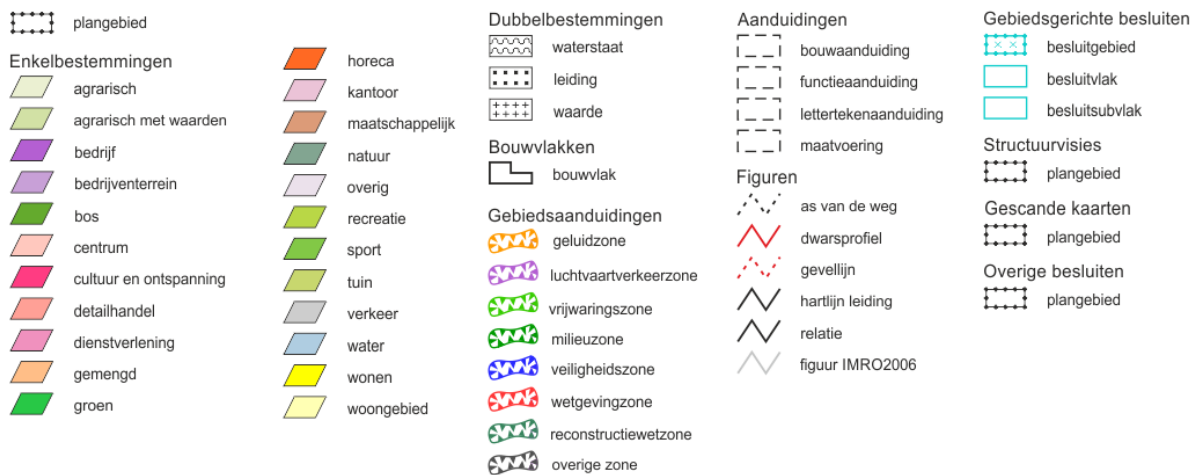 plangebied
Enkelbestemmingen
agrarisch
agrarisch met waarden
bedrijf
bedrijventerrein
bos
centrum
cultuur en ontspanning
detailhandel
dienstverlening
gemengd
groen
horeca
kantoor
maatschappelijk
natuur
overig
recreatie
sport
tuin
verkeer
water
wonen
woongebied
Dubbelbestemmingen
waterstaat
leiding
waarde
Bouwvlakken
bouwvlak
Gebiedsaanduidingen
geluidzone
luchtvaartverkeerzone
vrijwaringszone
milieuzone
veiligheidszone
wetgevingzone
reconstructiewetzone
overige zone
Aanduidingen
bouwaanduiding
functieaanduiding
lettertekenaanduiding
maatvoering
Figuren
as van de weg
dwarsprofiel
gevellijn
hartlijn leiding
relatie
figuur IMRO2006
Gebiedsgerichte besluiten
besluitgebied
besluitvlak
besluitsubvlak
Structuurvisies
plangebied
Gescande kaarten
plangebied
Overige besluiten
plangebied